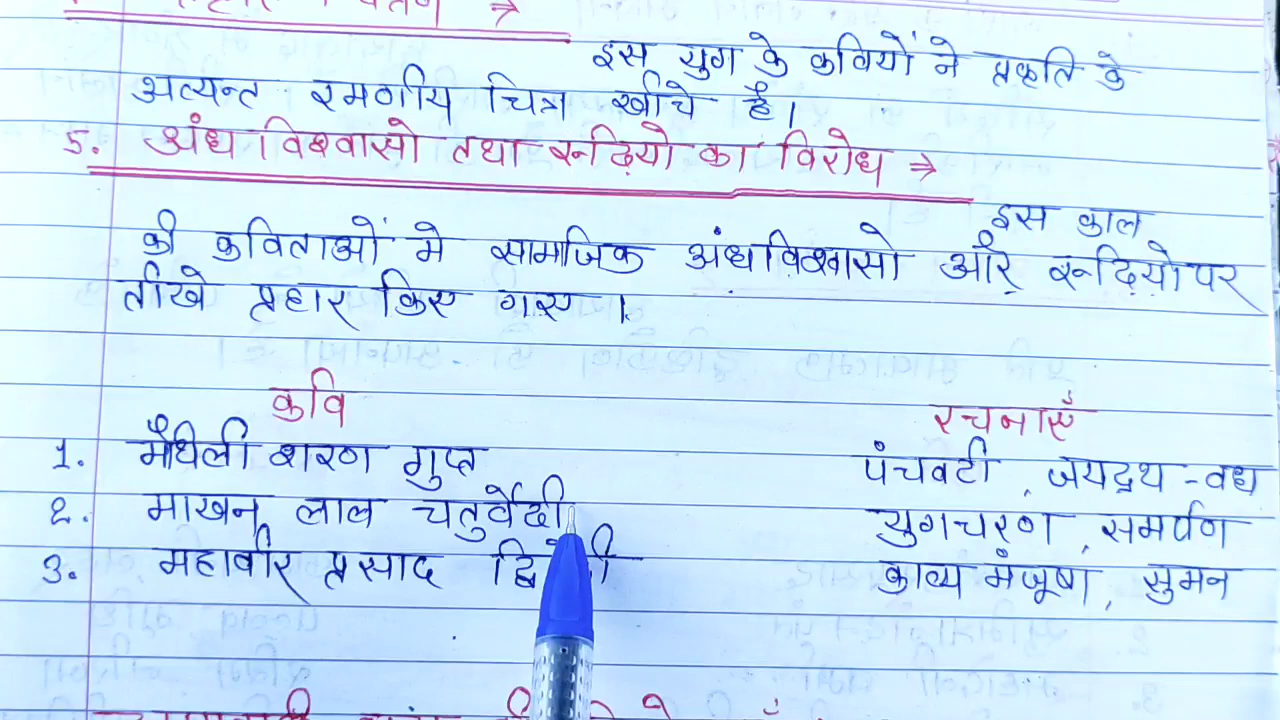 इस युग के कवियों ने प्रकृति के
अत्यन्त रमणीय चित्र खींचे है।
5. अंध विश्वासो तथा रूढ़ियो का विरोध →
इस काल
की कविताओं मे सामाजिक अंधविश्वासो और रूढ़ियो पर
तीखे प्रहार किए गए।
कवि रचनाएँ
1. मैथिली शरण गुप्त पंचवटी, जयद्रथ-वध
2. माखन लाल चतुर्वेदी युगचरण, समर्पण
3. महावीर प्रसाद काव्य मंजूषा, सुमन